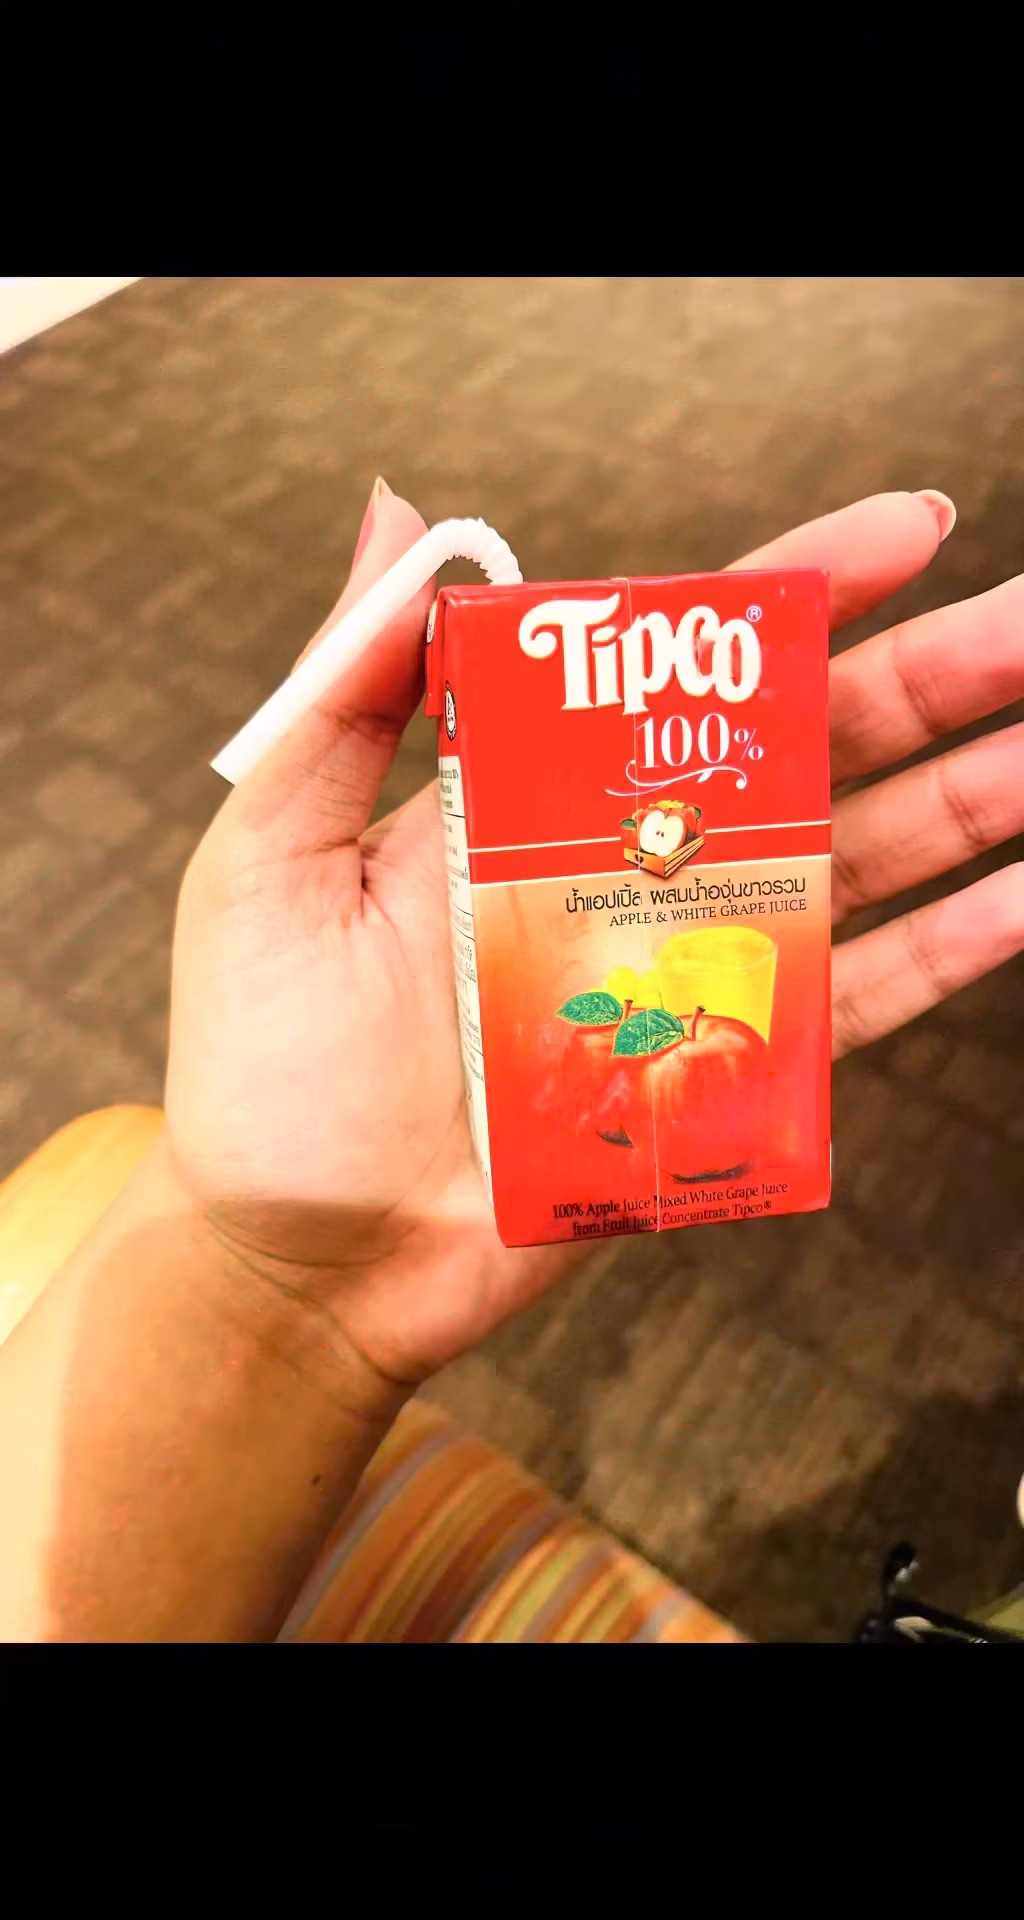 Tipco®
100%
น้ำแอปเปิ้ล ผสมน้ำองุ่นขาวรวม
APPLE & WHITE GRAPE JUICE
100% Apple Juice Mixed White Grape Juice
from Fruit Juice Concentrate Tipco®